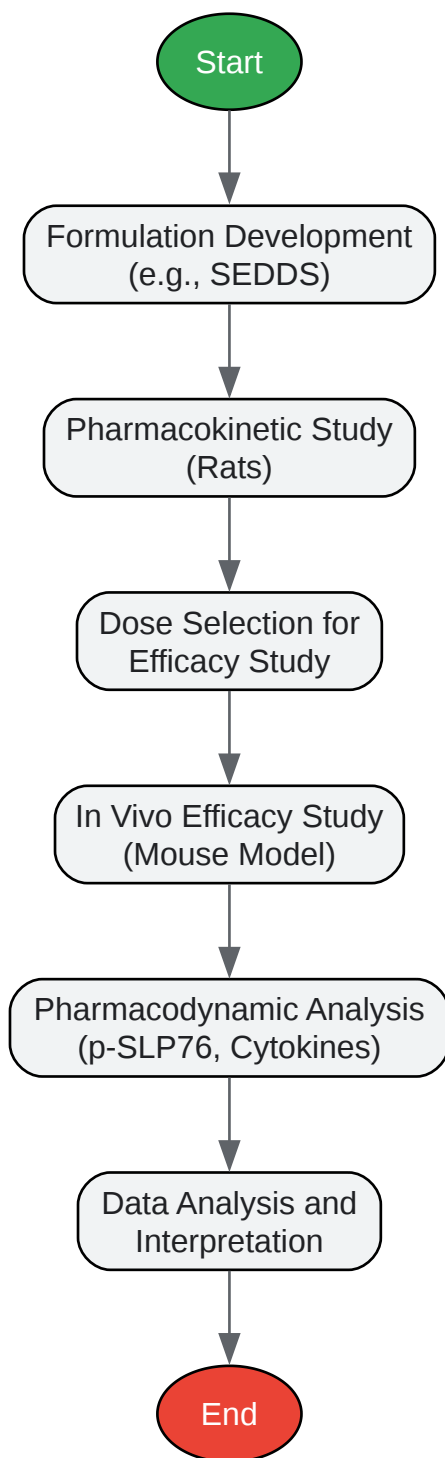 Start
Formulation Development
(e.g., SEDDS)
Pharmacokinetic Study
(Rats)
Dose Selection for
Efficacy Study
In Vivo Efficacy Study
(Mouse Model)
Pharmacodynamic Analysis
(p-SLP76, Cytokines)
Data Analysis and
Interpretation
End